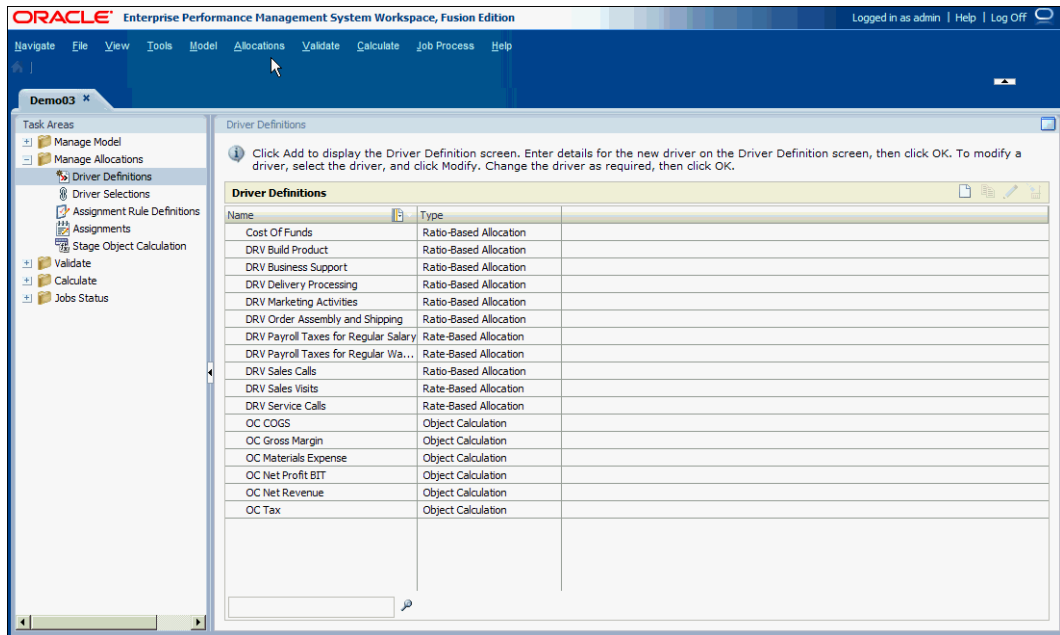 ORACLE Enterprise Performance Management System Workspace, Fusion Edition
Logged in as admin | Help | Log Off
Navigate File View Tools Model Allocations Validate Calculate Job Process Help
Demo03 x
Task Areas
Manage Model
Manage Allocations
Driver Definitions
Driver Selections
Assignment Rule Definitions
Assignments
Stage Object Calculation
Validate
Calculate
Jobs Status
Driver Definitions
Click Add to display the Driver Definition screen. Enter details for the new driver on the Driver Definition screen, then click OK. To modify a
driver, select the driver, and click Modify. Change the driver as required, then click OK.
Driver Definitions
Name Type
Cost Of Funds Ratio-Based Allocation
DRV Build Product Ratio-Based Allocation
DRV Business Support Ratio-Based Allocation
DRV Delivery Processing Ratio-Based Allocation
DRV Marketing Activities Ratio-Based Allocation
DRV Order Assembly and Shipping Ratio-Based Allocation
DRV Payroll Taxes for Regular Salary Rate-Based Allocation
DRV Payroll Taxes for Regular Wa... Rate-Based Allocation
DRV Sales Calls Ratio-Based Allocation
DRV Sales Visits Rate-Based Allocation
DRV Service Calls Rate-Based Allocation
OC COGS Object Calculation
OC Gross Margin Object Calculation
OC Materials Expense Object Calculation
OC Net Profit BIT Object Calculation
OC Net Revenue Object Calculation
OC Tax Object Calculation